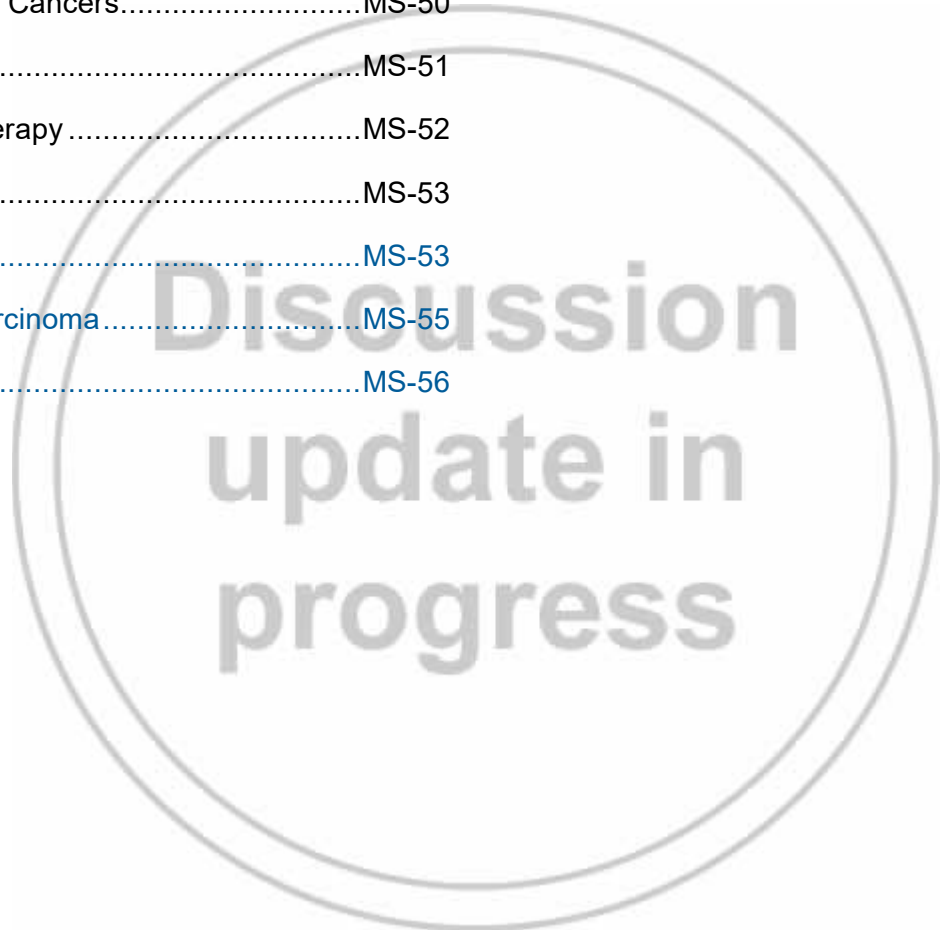 Cancers............................MS-50
..........................................MS-51
erapy..................................MS-52
..........................................MS-53
..........................................MS-53
rcinoma..............................MS-55
..........................................MS-56
Discussion
update in
progress